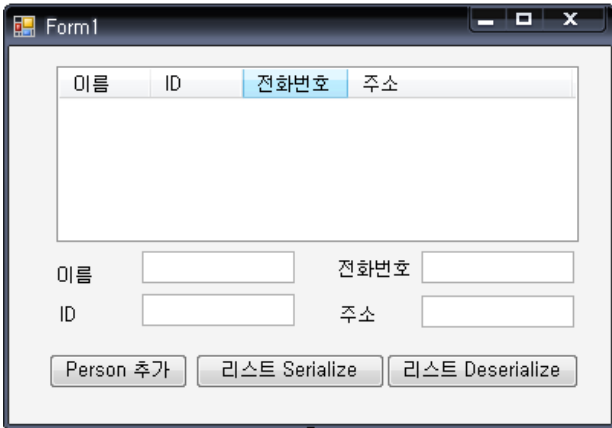 Form1
이름 ID 전화번호 주소
이름 전화번호
ID 주소
Person 추가 리스트 Serialize 리스트 Deserialize